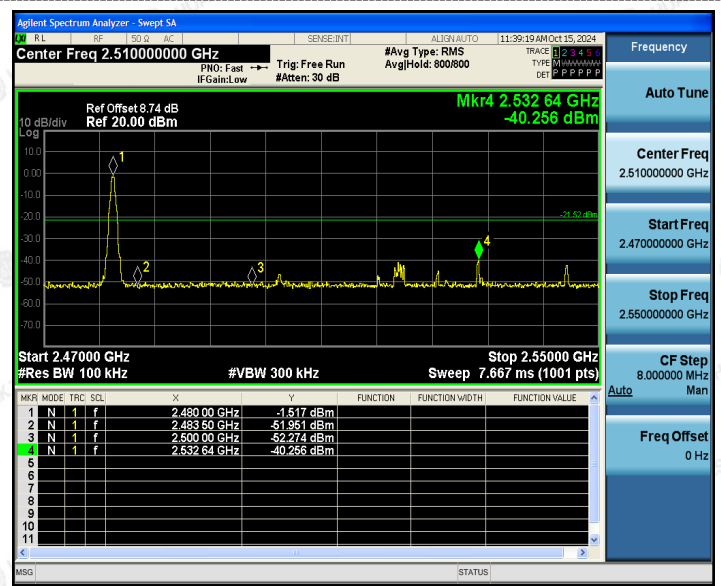 Agilent Spectrum Analyzer - Swept SA
LXI RL RF 50 Ω AC SENSE:INT ALIGN AUTO 11:39:19 AM Oct 15, 2024
Center Freq 2.510000000 GHz
PNO: Fast
IFGain:Low
Trig: Free Run
#Atten: 30 dB
#Avg Type: RMS
Avg|Hold: 800/800
TRACE 1 2 3 4 5 6
TYPE M
DET P P P P P P
Ref Offset 8.74 dB
Ref 20.00 dBm
10 dB/div
Log
Mkr4 2.532 64 GHz
-40.256 dBm
10.0
0.00
-10.0
-20.0
-30.0
-40.0
-50.0
-60.0
-70.0
1
2
3
4
-21.52 dBm
Start 2.47000 GHz
Stop 2.55000 GHz
#Res BW 100 kHz
#VBW 300 kHz
Sweep 7.667 ms (1001 pts)
MKR MODE TRC SCL X Y FUNCTION FUNCTION WIDTH FUNCTION VALUE
1 N 1 f 2.480 00 GHz -1.517 dBm
2 N 1 f 2.483 50 GHz -51.951 dBm
3 N 1 f 2.500 00 GHz -52.274 dBm
4 N 1 f 2.532 64 GHz -40.256 dBm
5
6
7
8
9
10
11
MSG
STATUS
Frequency
Auto Tune
Center Freq
2.510000000 GHz
Start Freq
2.470000000 GHz
Stop Freq
2.550000000 GHz
CF Step
8.000000 MHz
Auto Man
Freq Offset
0 Hz